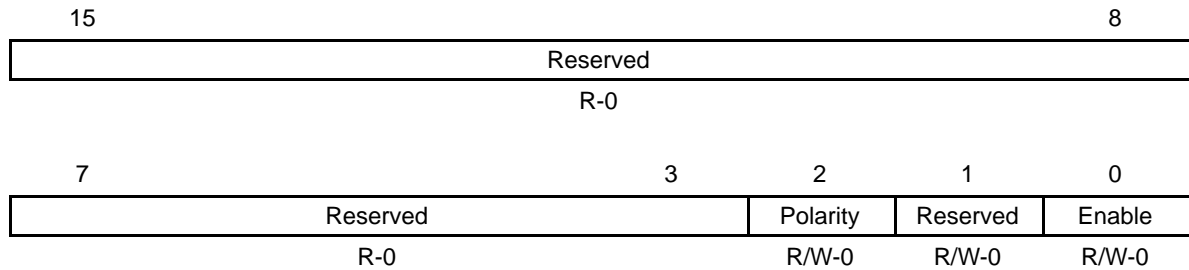 15 8
Reserved
R-0
7 3 2 1 0
Reserved Polarity Reserved Enable
R-0 R/W-0 R/W-0 R/W-0